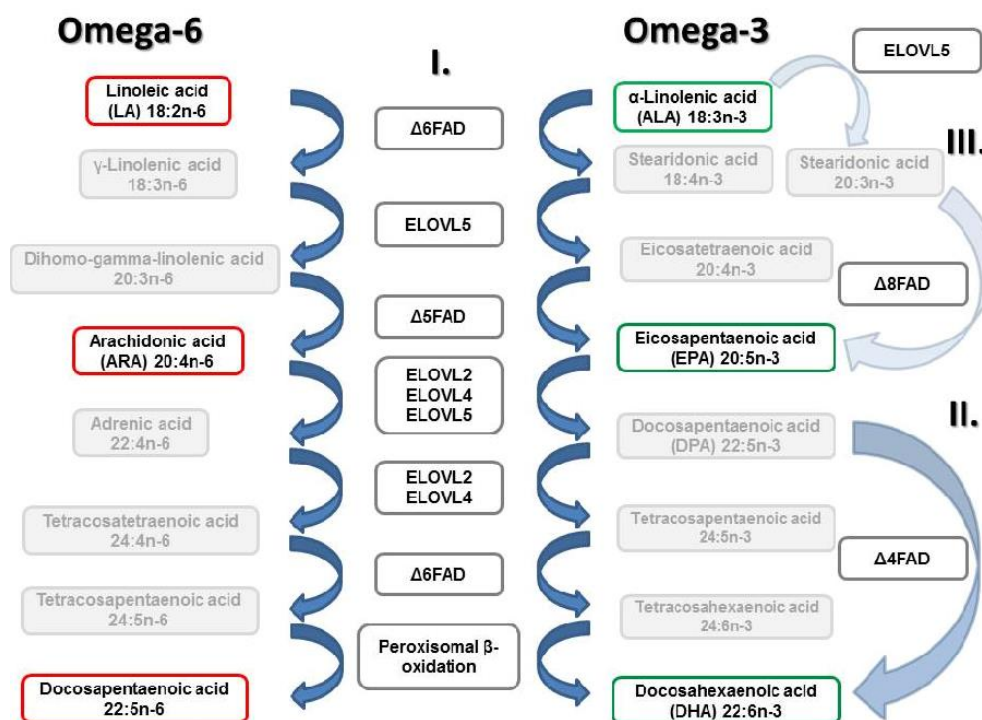 Omega-6
I.
Omega-3
ELOVL5
Linoleic acid
(LA) 18:2n-6
Δ6FAD
α-Linolenic acid
(ALA) 18:3n-3
III.
γ-Linolenic acid
18:3n-6
Stearidonic acid
18:4n-3
Stearidonic acid
20:3n-3
ELOVL5
Dihomo-gamma-linolenic acid
20:3n-6
Eicosatetraenoic acid
20:4n-3
Δ8FAD
Δ5FAD
Arachidonic acid
(ARA) 20:4n-6
Eicosapentaenoic acid
(EPA) 20:5n-3
ELOVL2
ELOVL4
ELOVL5
II.
Adrenic acid
22:4n-6
Docosapentaenoic acid
(DPA) 22:5n-3
ELOVL2
ELOVL4
Tetracosatetraenoic acid
24:4n-6
Tetracosapentaenoic acid
24:5n-3
Δ4FAD
Δ6FAD
Tetracosapentaenoic acid
24:5n-6
Tetracosahexaenoic acid
24:6n-3
Peroxisomal β-
oxidation
Docosapentaenoic acid
22:5n-6
Docosahexaenoic acid
(DHA) 22:6n-3